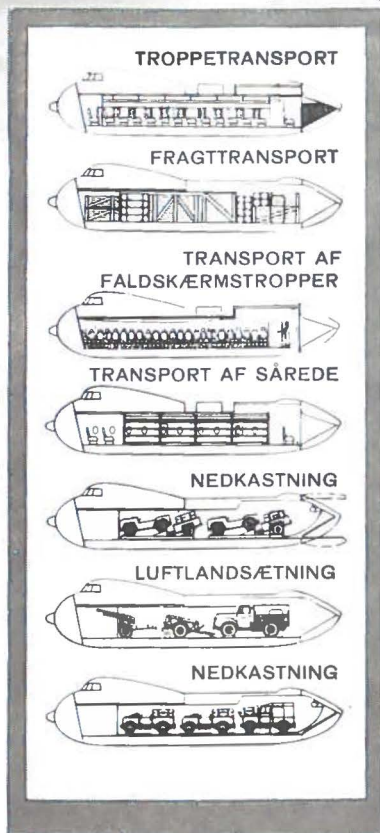 TROPPETRANSPORT
FRAGTTRANSPORT
TRANSPORT AF
FALDSKÆRMSTROPPER
TRANSPORT AF SÅREDE
NEDKASTNING
LUFTLANDSÆTNING
NEDKASTNING